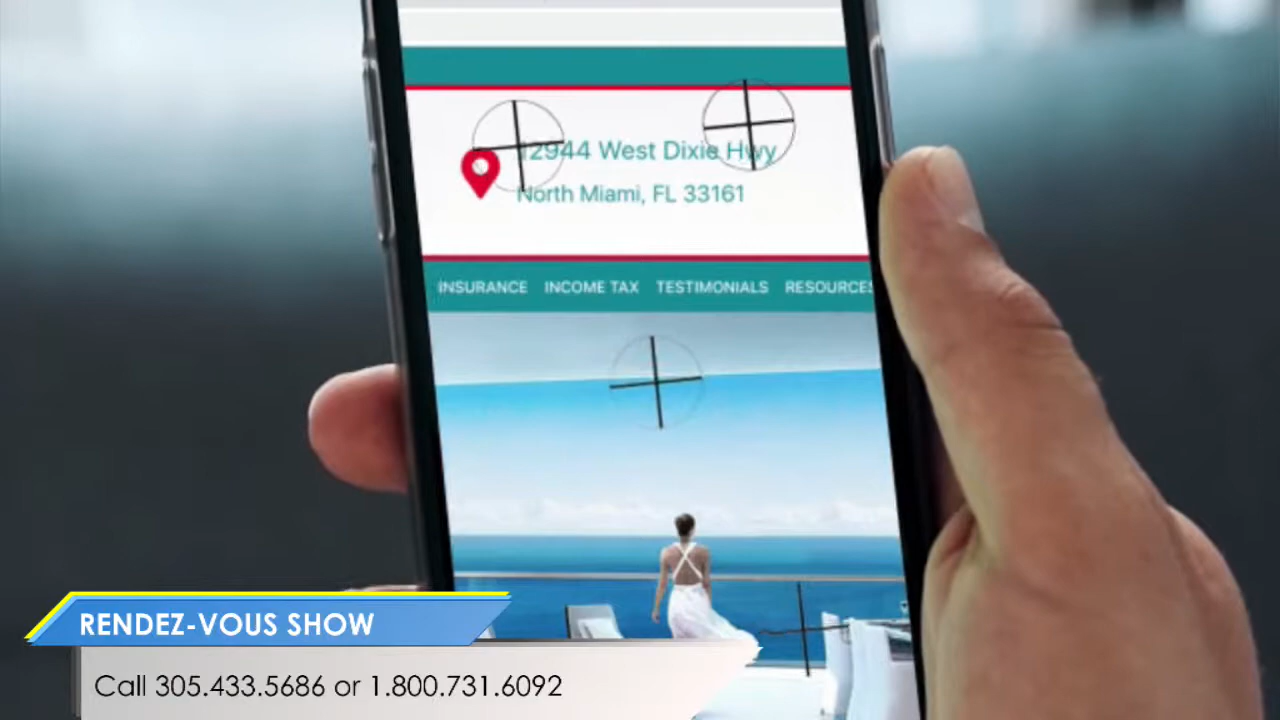 12944 West Dixie Hwy
North Miami, FL 33161
INSURANCE INCOME TAX TESTIMONIALS RESOURCES
RENDEZ-VOUS SHOW
Call 305.433.5686 or 1.800.731.6092